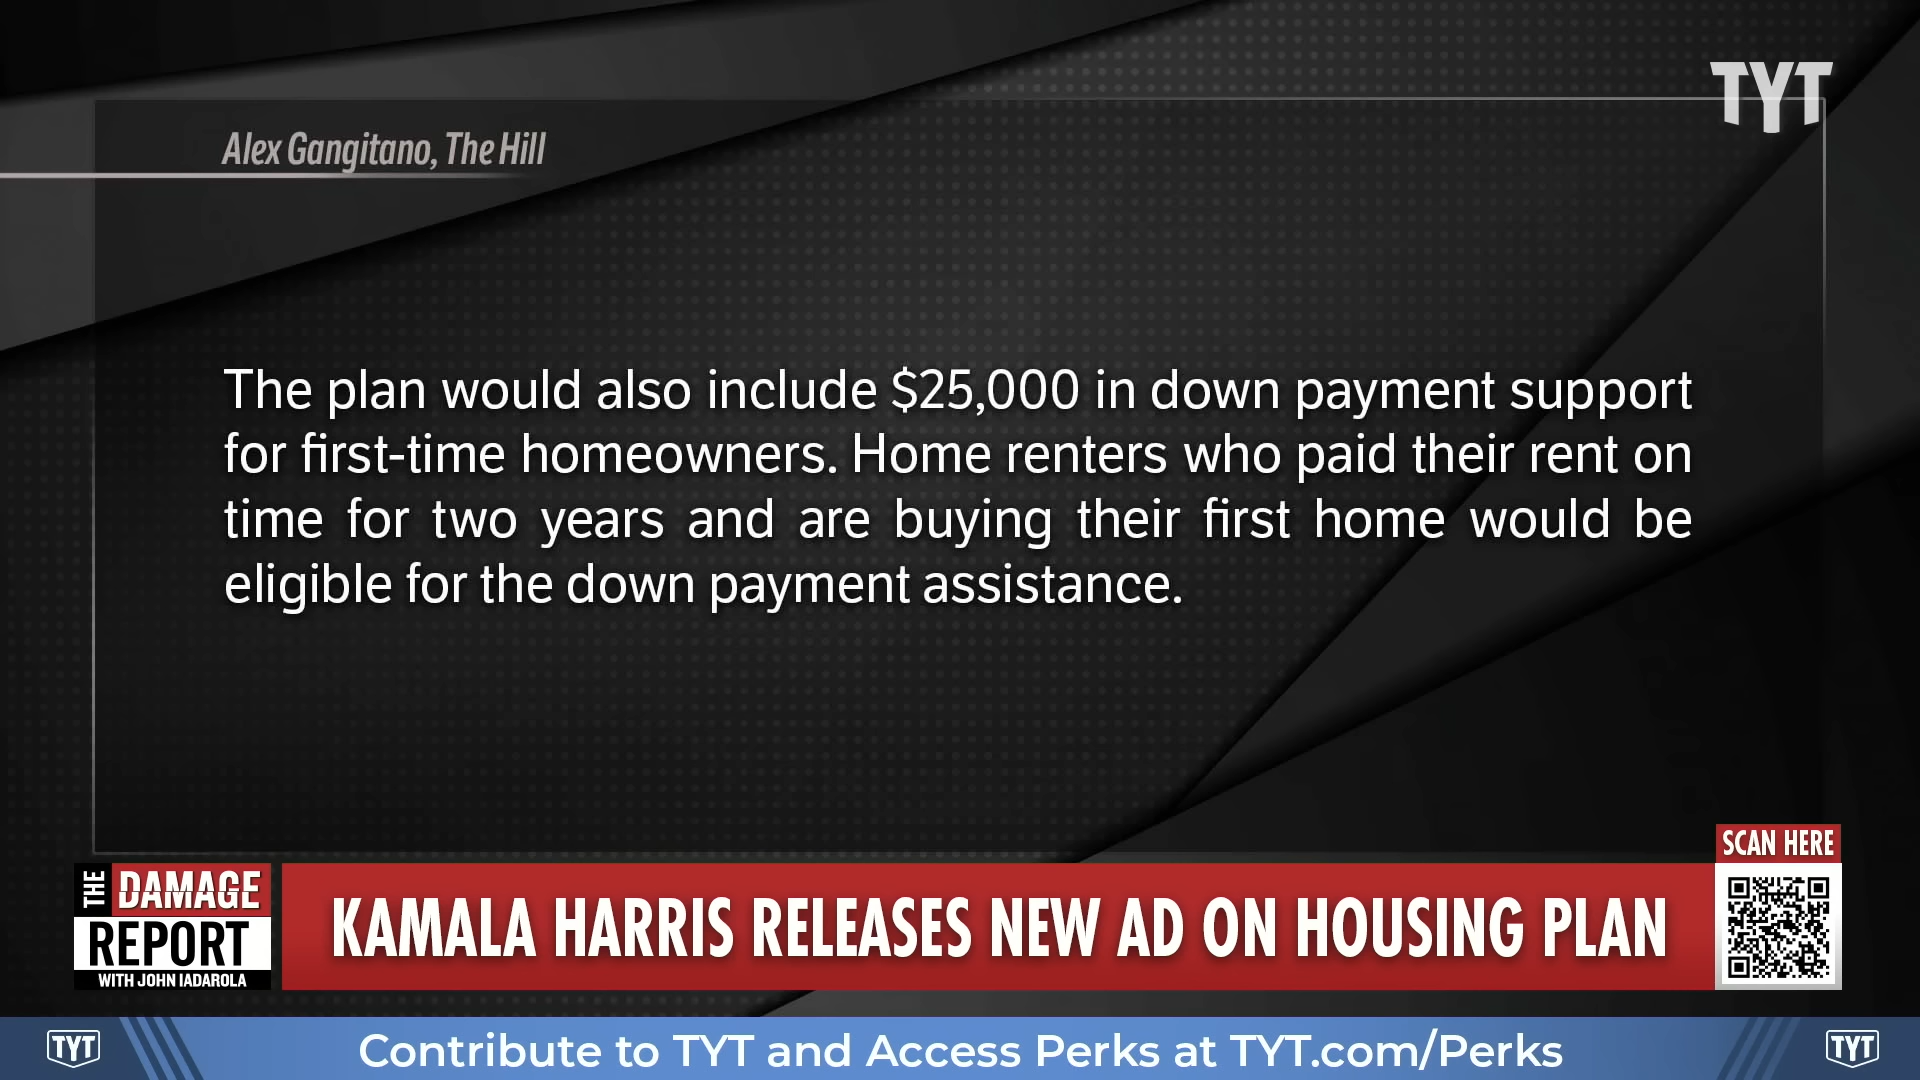 TYT
Alex Gangitano, The Hill
The plan would also include $25,000 in down payment support
for first-time homeowners. Home renters who paid their rent on
time for two years and are buying their first home would be
eligible for the down payment assistance.
SCAN HERE
THE DAMAGE
REPORT
WITH JOHN IADAROLA
KAMALA HARRIS RELEASES NEW AD ON HOUSING PLAN
TYT
Contribute to TYT and Access Perks at TYT.com/Perks
TYT